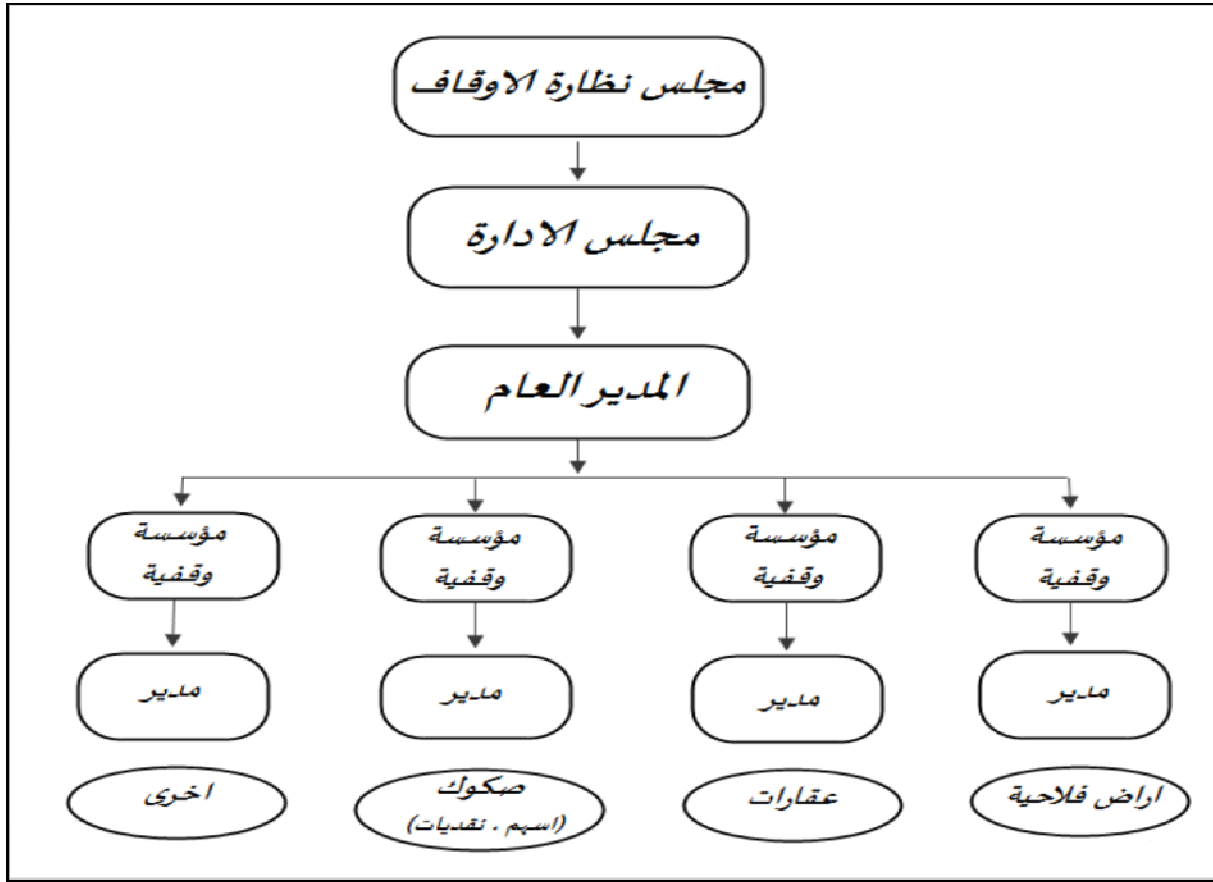 مجلس نظارة الاوقاف
مجلس الادارة
المدير العام
مؤسسة
وقفية
مؤسسة
وقفية
مؤسسة
وقفية
مؤسسة
وقفية
مدير
مدير
مدير
مدير
اراض فلاحية
عقارات
صكوك
(اسهم . نقديات)
اخرى